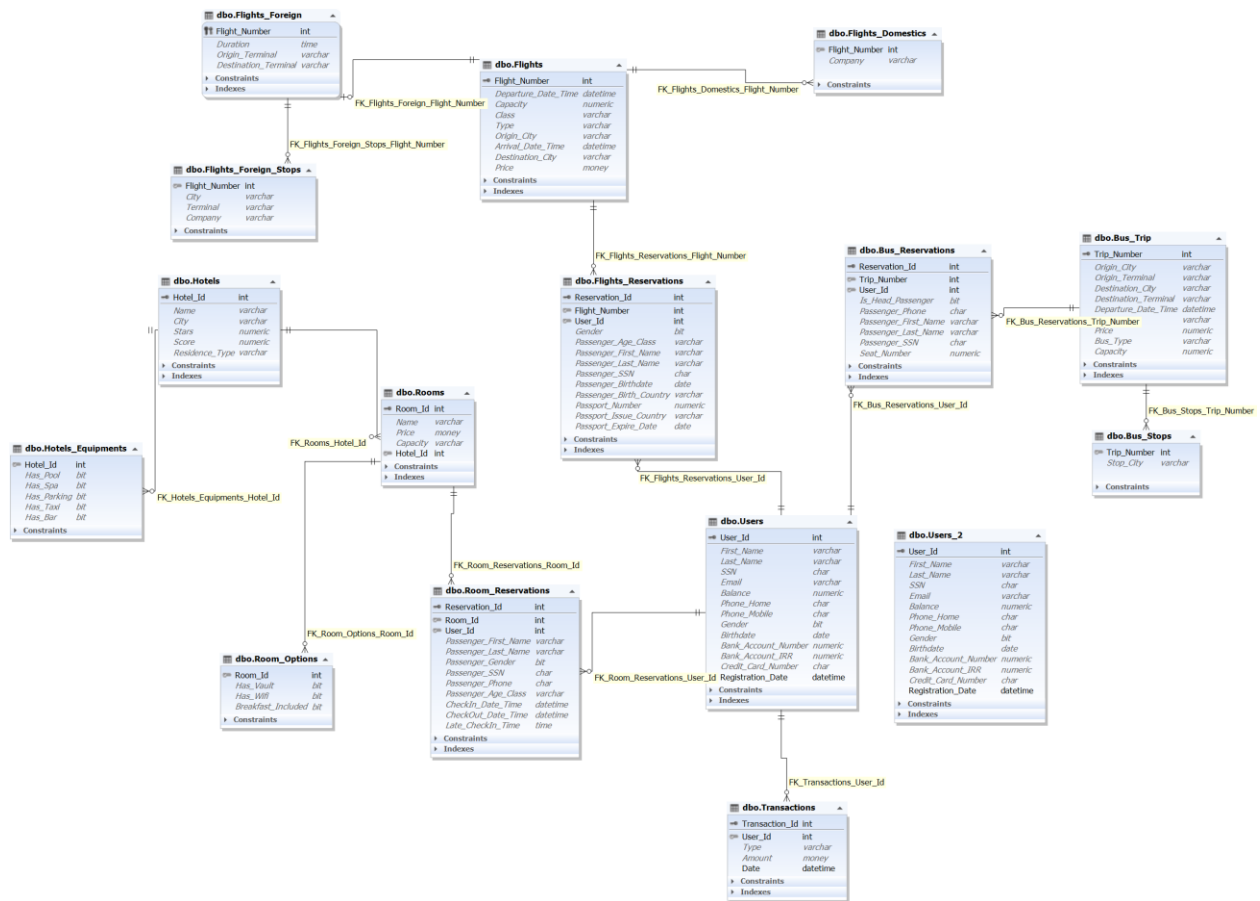 dbo.Flights_Foreign
Flight_Number int
Duration time
Origin_Terminal varchar
Destination_Terminal varchar
Constraints
Indexes
dbo.Flights
Flight_Number int
Departure_Date_Time datetime
Capacity numeric
Class varchar
Type varchar
Origin_City varchar
Arrival_Date_Time datetime
Destination_City varchar
Price money
Constraints
Indexes
dbo.Flights_Domestics
Flight_Number int
Company varchar
Constraints
FK_Flights_Domestics_Flight_Number
FK_Flights_Foreign_Flight_Number
FK_Flights_Foreign_Stops_Flight_Number
dbo.Flights_Foreign_Stops
Flight_Number int
City varchar
Terminal varchar
Company varchar
Constraints
FK_Flights_Reservations_Flight_Number
dbo.Hotels
Hotel_Id int
Name varchar
City varchar
Stars numeric
Score numeric
Residence_Type varchar
Constraints
Indexes
dbo.Flights_Reservations
Reservation_Id int
Flight_Number int
User_Id int
Gender bit
Passenger_Age_Class varchar
Passenger_First_Name varchar
Passenger_Last_Name varchar
Passenger_SSN char
Passenger_Birthdate date
Passenger_Birth_Country varchar
Passport_Number numeric
Passport_Issue_Country varchar
Passport_Expire_Date date
Constraints
Indexes
dbo.Bus_Reservations
Reservation_Id int
Trip_Number int
User_Id int
Is_Head_Passenger bit
Passenger_Phone char
Passenger_First_Name varchar
Passenger_Last_Name varchar
Passenger_SSN char
Seat_Number numeric
Constraints
Indexes
dbo.Bus_Trip
Trip_Number int
Origin_City varchar
Origin_Terminal varchar
Destination_City varchar
Destination_Terminal varchar
Departure_Date_Time datetime
varchar
Price numeric
Bus_Type varchar
Capacity numeric
Constraints
Indexes
FK_Bus_Reservations_Trip_Number
FK_Bus_Reservations_User_Id
FK_Bus_Stops_Trip_Number
dbo.Bus_Stops
Trip_Number int
Stop_City varchar
Constraints
dbo.Rooms
Room_Id int
Name varchar
Price money
Capacity varchar
Hotel_Id int
Constraints
Indexes
FK_Rooms_Hotel_Id
dbo.Hotels_Equipments
Hotel_Id int
Has_Pool bit
Has_Spa bit
Has_Parking bit
Has_Taxi bit
Has_Bar bit
Constraints
FK_Hotels_Equipments_Hotel_Id
FK_Flights_Reservations_User_Id
dbo.Users
User_Id int
First_Name varchar
Last_Name varchar
SSN char
Email varchar
Balance numeric
Phone_Home char
Phone_Mobile char
Gender bit
Birthdate date
Bank_Account_Number numeric
Bank_Account_IRR numeric
Credit_Card_Number char
Registration_Date datetime
Constraints
Indexes
dbo.Users_2
User_Id int
First_Name varchar
Last_Name varchar
SSN char
Email varchar
Balance numeric
Phone_Home char
Phone_Mobile char
Gender bit
Birthdate date
Bank_Account_Number numeric
Bank_Account_IRR numeric
Credit_Card_Number char
Registration_Date datetime
Constraints
Indexes
FK_Room_Reservations_Room_Id
dbo.Room_Reservations
Reservation_Id int
Room_Id int
User_Id int
Passenger_First_Name varchar
Passenger_Last_Name varchar
Passenger_Gender bit
Passenger_SSN char
Passenger_Phone char
Passenger_Age_Class varchar
CheckIn_Date_Time datetime
CheckOut_Date_Time datetime
Late_CheckIn_Time time
Constraints
Indexes
FK_Room_Options_Room_Id
dbo.Room_Options
Room_Id int
Has_Vault bit
Has_Wifi bit
Breakfast_Included bit
Constraints
FK_Room_Reservations_User_Id
FK_Transactions_User_Id
dbo.Transactions
Transaction_Id int
User_Id int
Type varchar
Amount money
Date datetime
Constraints
Indexes